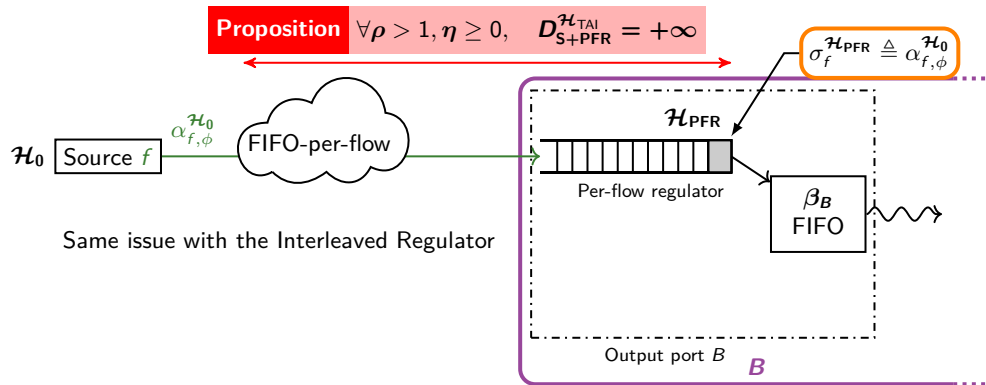 Proposition ∀ρ > 1, η ≥ 0, D_{S+PFR}^{ℋ_TAI} = +∞
σ_f^{ℋ_PFR} ≜ α_{f,ϕ}^{ℋ_0}
ℋ_PFR
α_{f,ϕ}^{ℋ_0}
ℋ_0 Source f
FIFO-per-flow
Per-flow regulator
β_B
FIFO
Same issue with the Interleaved Regulator
Output port B
B